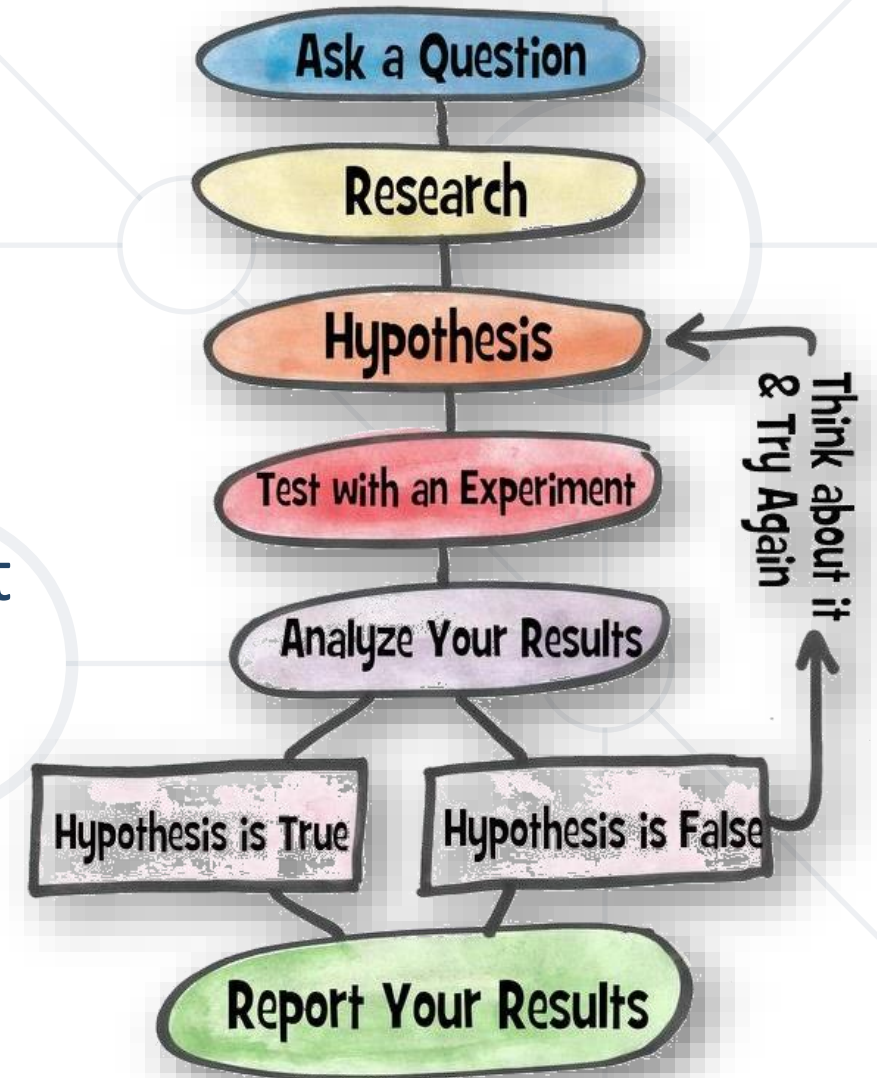 Ask a Question
Research
Hypothesis
Test with an Experiment
Think about it
& Try Again
Analyze Your Results
Hypothesis is True
Hypothesis is False
Report Your Results